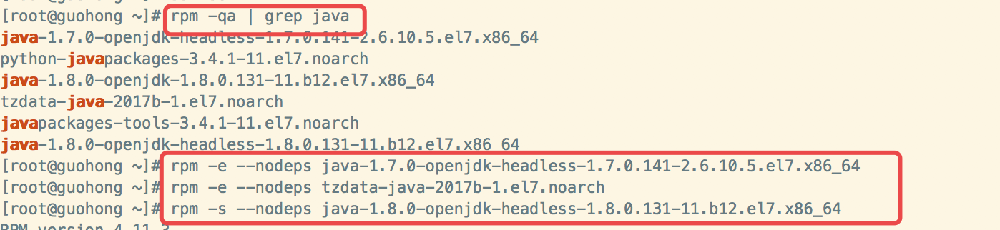 [root@guohong ~]# rpm -qa | grep java
java-1.7.0-openjdk-headless-1.7.0.141-2.6.10.5.el7.x86_64
python-javapackages-3.4.1-11.el7.noarch
java-1.8.0-openjdk-1.8.0.131-11.b12.el7.x86_64
tzdata-java-2017b-1.el7.noarch
javapackages-tools-3.4.1-11.el7.noarch
java-1.8.0-openjdk-headless-1.8.0.131-11.b12.el7.x86_64
[root@guohong ~]# rpm -e --nodeps java-1.7.0-openjdk-headless-1.7.0.141-2.6.10.5.el7.x86_64
[root@guohong ~]# rpm -e --nodeps tzdata-java-2017b-1.el7.noarch
[root@guohong ~]# rpm -s --nodeps java-1.8.0-openjdk-headless-1.8.0.131-11.b12.el7.x86_64
RPM version 4.11.3